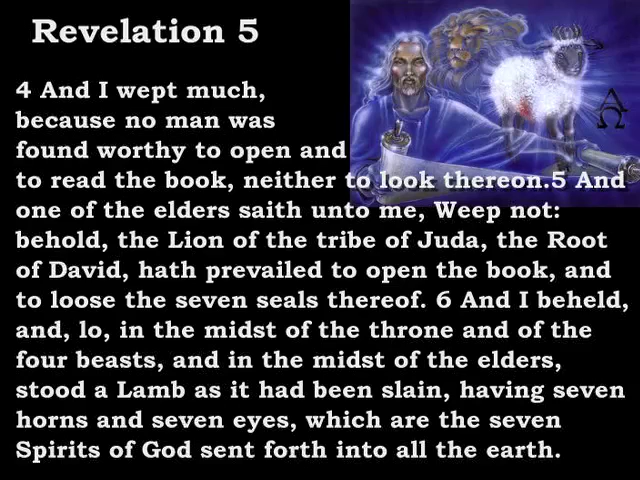 Revelation 5
4 And I wept much,
because no man was
found worthy to open and
to read the book, neither to look thereon.5 And
one of the elders saith unto me, Weep not:
behold, the Lion of the tribe of Juda, the Root
of David, hath prevailed to open the book, and
to loose the seven seals thereof. 6 And I beheld,
and, lo, in the midst of the throne and of the
four beasts, and in the midst of the elders,
stood a Lamb as it had been slain, having seven
horns and seven eyes, which are the seven
Spirits of God sent forth into all the earth.
Α
Ω